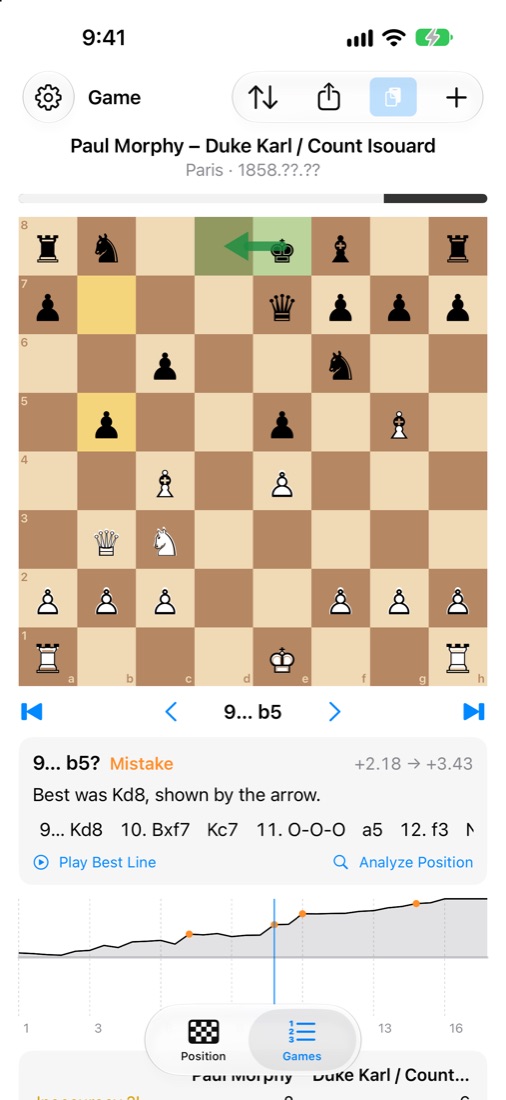 9:41
Game
Paul Morphy – Duke Karl / Count Isouard
Paris · 1858.??.??
8
7
6
5
4
3
2
1
a b c d e f g h
9... b5
9... b5? Mistake +2.18 → +3.43
Best was Kd8, shown by the arrow.
9... Kd8 10. Bxf7 Kc7 11. O-O-O a5 12. f3
Play Best Line Analyze Position
1 3 13 16
1
2
3
Position Games
Paul Morphy Duke Karl / Count...